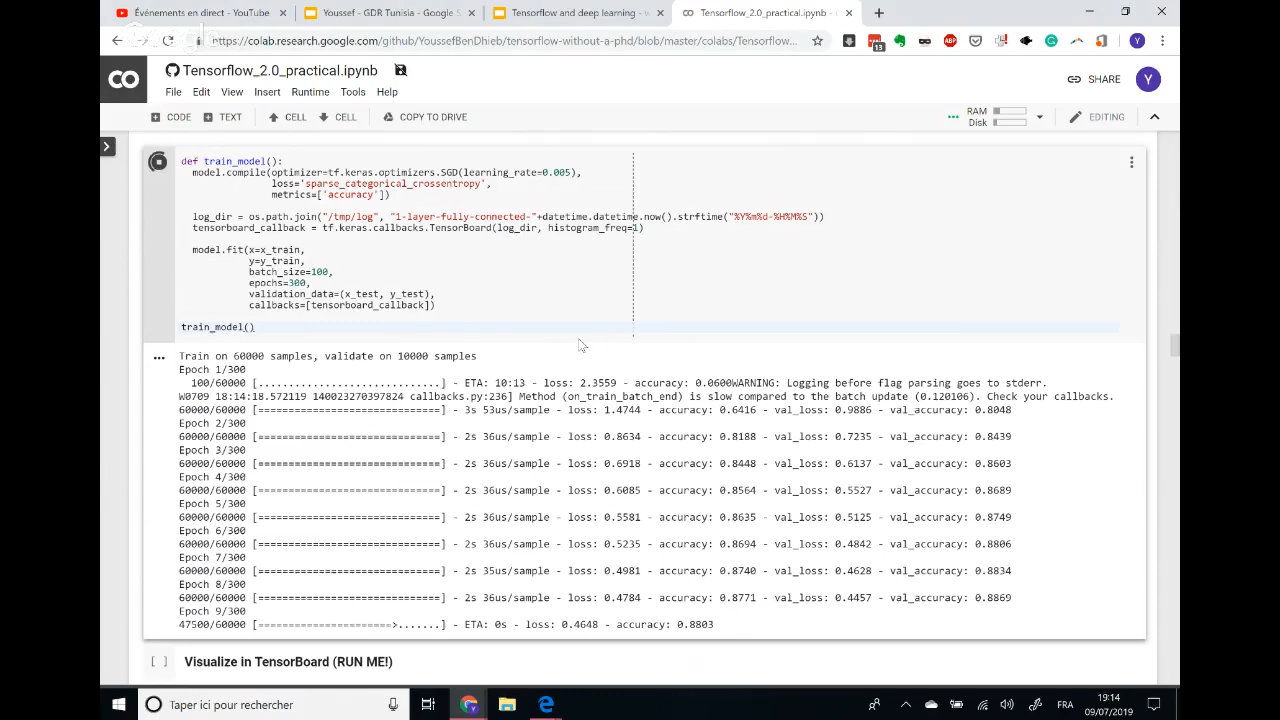 Événements en direct - YouTube
Youssef - GDR Tunisia - Google S
Tensorflow and deep learning - w
Tensorflow_2.0_practical.ipynb -
https://colab.research.google.com/github/YoussefBenDhieb/tensorflow-without-a-phd/blob/master/colabs/Tensorflow...
13
ABP
Y
CO
Tensorflow_2.0_practical.ipynb
SHARE
Y
File Edit View Insert Runtime Tools Help
CODE TEXT CELL CELL COPY TO DRIVE
RAM
Disk
EDITING
def train_model():
model.compile(optimizer=tf.keras.optimizers.SGD(learning_rate=0.005),
loss='sparse_categorical_crossentropy',
metrics=['accuracy'])
log_dir = os.path.join("/tmp/log", "1-layer-fully-connected-"+datetime.datetime.now().strftime("%Y%m%d-%H%M%S"))
tensorboard_callback = tf.keras.callbacks.TensorBoard(log_dir, histogram_freq=1)
model.fit(x=x_train,
y=y_train,
batch_size=100,
epochs=300,
validation_data=(x_test, y_test),
callbacks=[tensorboard_callback])
train_model()
Train on 60000 samples, validate on 10000 samples
Epoch 1/300
100/60000 [..............................] - ETA: 10:13 - loss: 2.3559 - accuracy: 0.0600WARNING: Logging before flag parsing goes to stderr.
W0709 18:14:18.572119 140023270397824 callbacks.py:236] Method (on_train_batch_end) is slow compared to the batch update (0.120106). Check your callbacks.
60000/60000 [==============================] - 3s 53us/sample - loss: 1.4744 - accuracy: 0.6416 - val_loss: 0.9886 - val_accuracy: 0.8048
Epoch 2/300
60000/60000 [==============================] - 2s 36us/sample - loss: 0.8634 - accuracy: 0.8188 - val_loss: 0.7235 - val_accuracy: 0.8439
Epoch 3/300
60000/60000 [==============================] - 2s 36us/sample - loss: 0.6918 - accuracy: 0.8448 - val_loss: 0.6137 - val_accuracy: 0.8603
Epoch 4/300
60000/60000 [==============================] - 2s 36us/sample - loss: 0.6085 - accuracy: 0.8564 - val_loss: 0.5527 - val_accuracy: 0.8689
Epoch 5/300
60000/60000 [==============================] - 2s 36us/sample - loss: 0.5581 - accuracy: 0.8635 - val_loss: 0.5125 - val_accuracy: 0.8749
Epoch 6/300
60000/60000 [==============================] - 2s 36us/sample - loss: 0.5235 - accuracy: 0.8694 - val_loss: 0.4842 - val_accuracy: 0.8806
Epoch 7/300
60000/60000 [==============================] - 2s 35us/sample - loss: 0.4981 - accuracy: 0.8740 - val_loss: 0.4628 - val_accuracy: 0.8834
Epoch 8/300
60000/60000 [==============================] - 2s 36us/sample - loss: 0.4784 - accuracy: 0.8771 - val_loss: 0.4457 - val_accuracy: 0.8869
Epoch 9/300
47500/60000 [======================>.......] - ETA: 0s - loss: 0.4648 - accuracy: 0.8803
[ ] Visualize in TensorBoard (RUN ME!)
Taper ici pour rechercher
FRA
19:14
09/07/2019